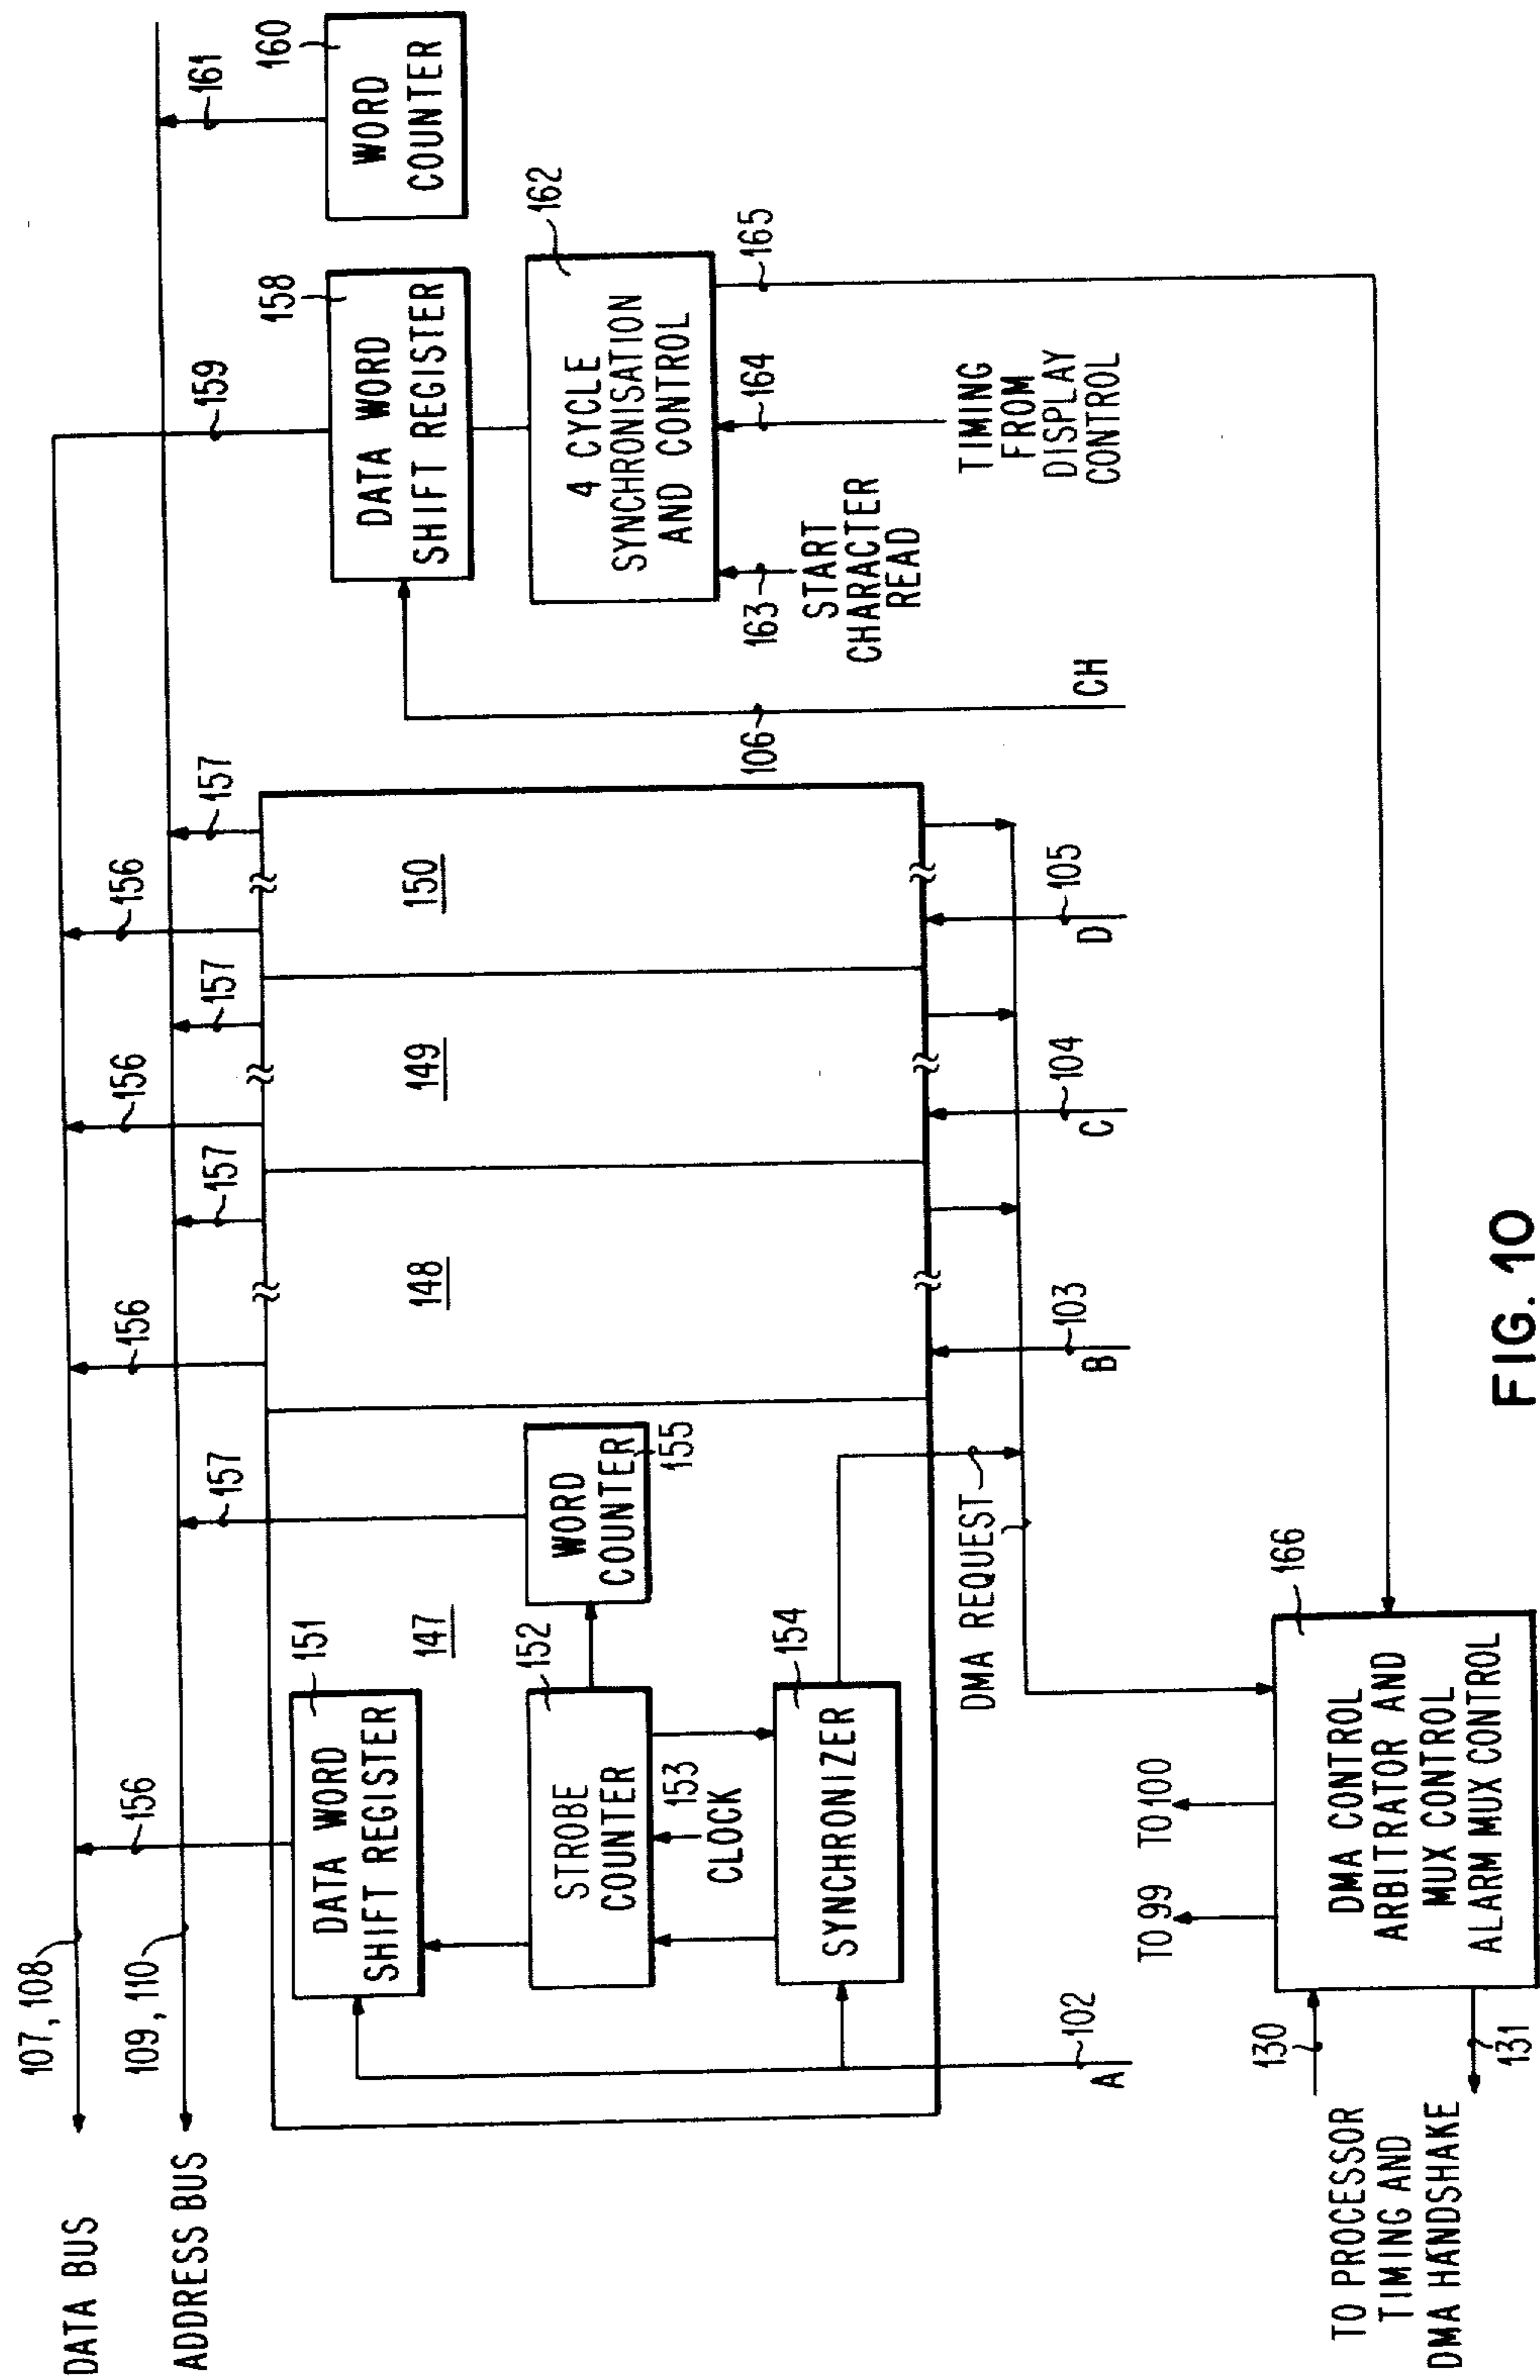 DATA BUS
107, 108
156
156
156
156
159
ADDRESS BUS
109, 110
157
157
157
157
161
DATA WORD
SHIFT REGISTER
151
147
148
149
150
DATA WORD
SHIFT REGISTER
158
WORD
COUNTER
160
STROBE
COUNTER
152
WORD
COUNTER
155
153
CLOCK
SYNCHRONIZER
154
4 CYCLE
SYNCHRONISATION
AND CONTROL
162
163
START
CHARACTER
READ
164
TIMING
FROM
DISPLAY
CONTROL
165
A
102
DMA REQUEST
B
103
C
104
D
105
106
CH
TO PROCESSOR
TIMING AND
DMA HANDSHAKE
130
131
TO 99
TO 100
DMA CONTROL
ARBITRATOR AND
MUX CONTROL
ALARM MUX CONTROL
166
FIG. 10